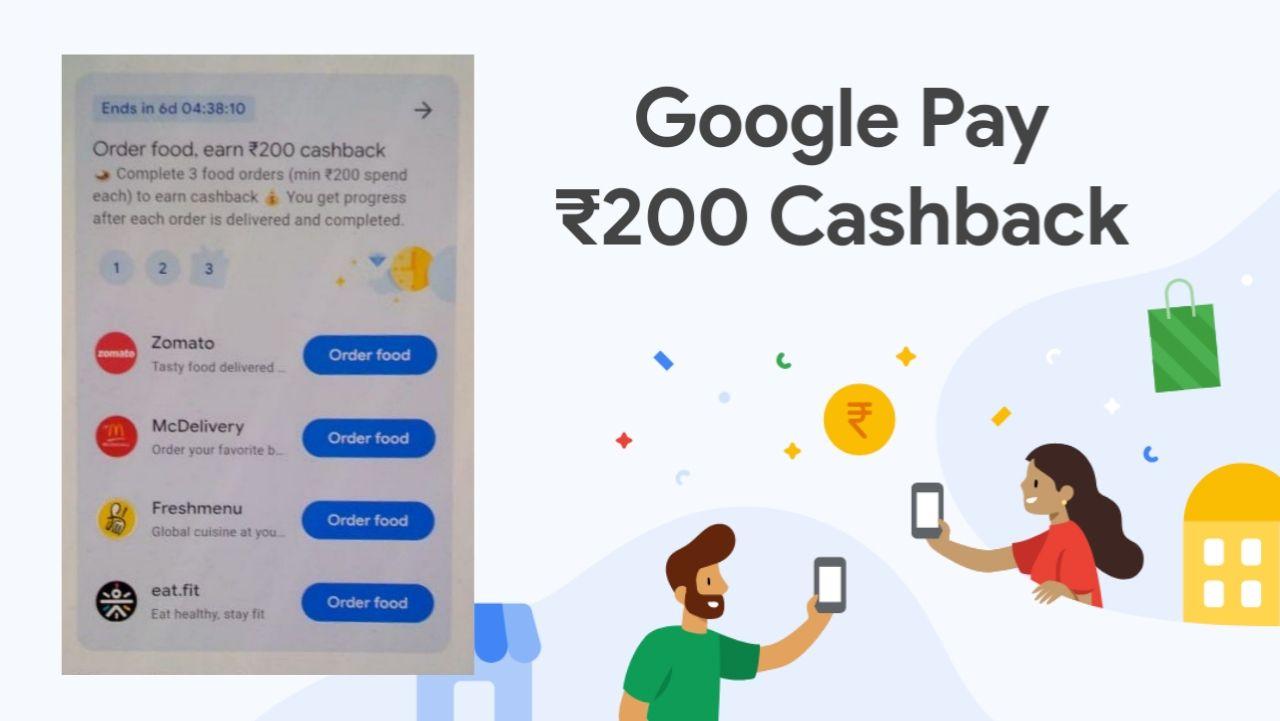 Ends in 6d 04:38:10
Order food, earn ₹200 cashback
Complete 3 food orders (min ₹200 spend
each) to earn cashback 💰 You get progress
after each order is delivered and completed.
1 2 3
zomato
Zomato
Tasty food delivered ...
Order food
McDelivery
Order your favorite b...
Order food
Freshmenu
Global cuisine at you...
Order food
eat.fit
Eat healthy, stay fit
Order food
Google Pay
₹200 Cashback
₹